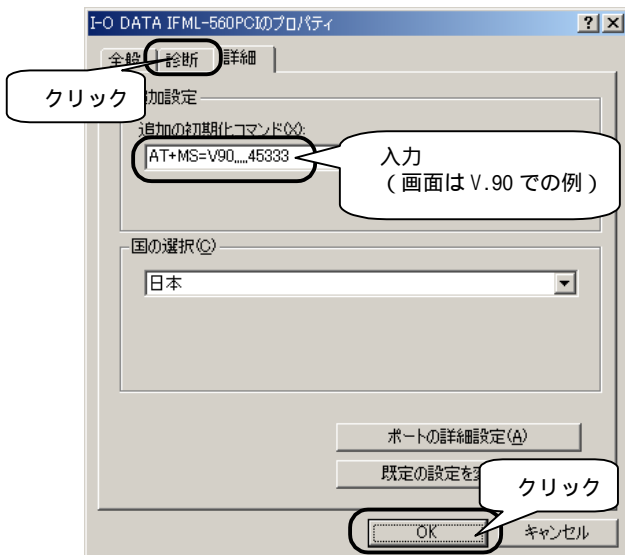 I-O DATA IFML-560PCIのプロパティ
全般 診断 詳細
クリック
加設定
追加の初期化コマンド(X):
AT+MS=V90,,,,45333
入力
(画面は V.90 での例)
国の選択(C)
日本
ポートの詳細設定(A)
既定の設定を変
クリック
OK キャンセル